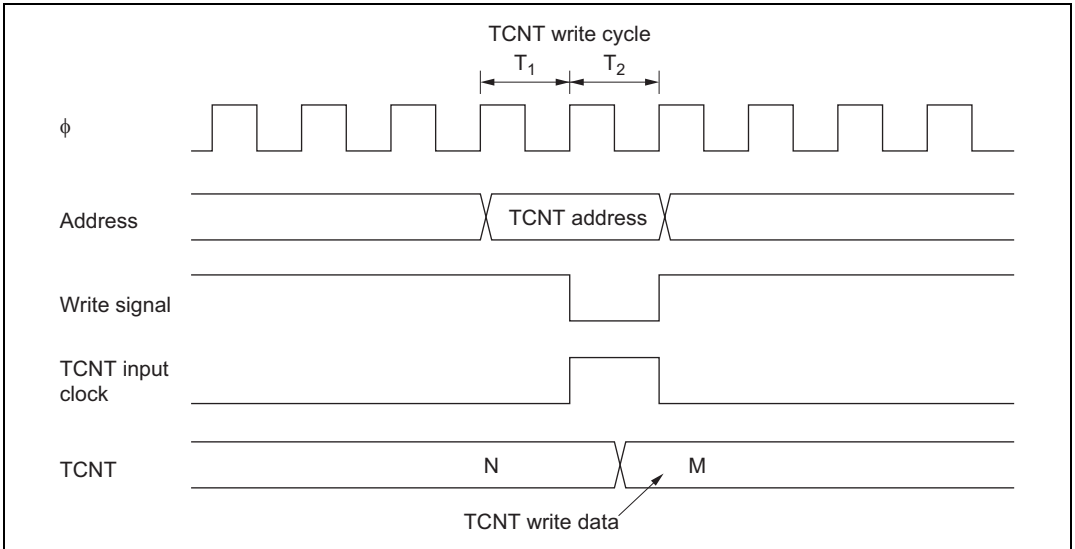 TCNT write cycle
T1 T2
ϕ
Address
TCNT address
Write signal
TCNT input
clock
TCNT
N M
TCNT write data